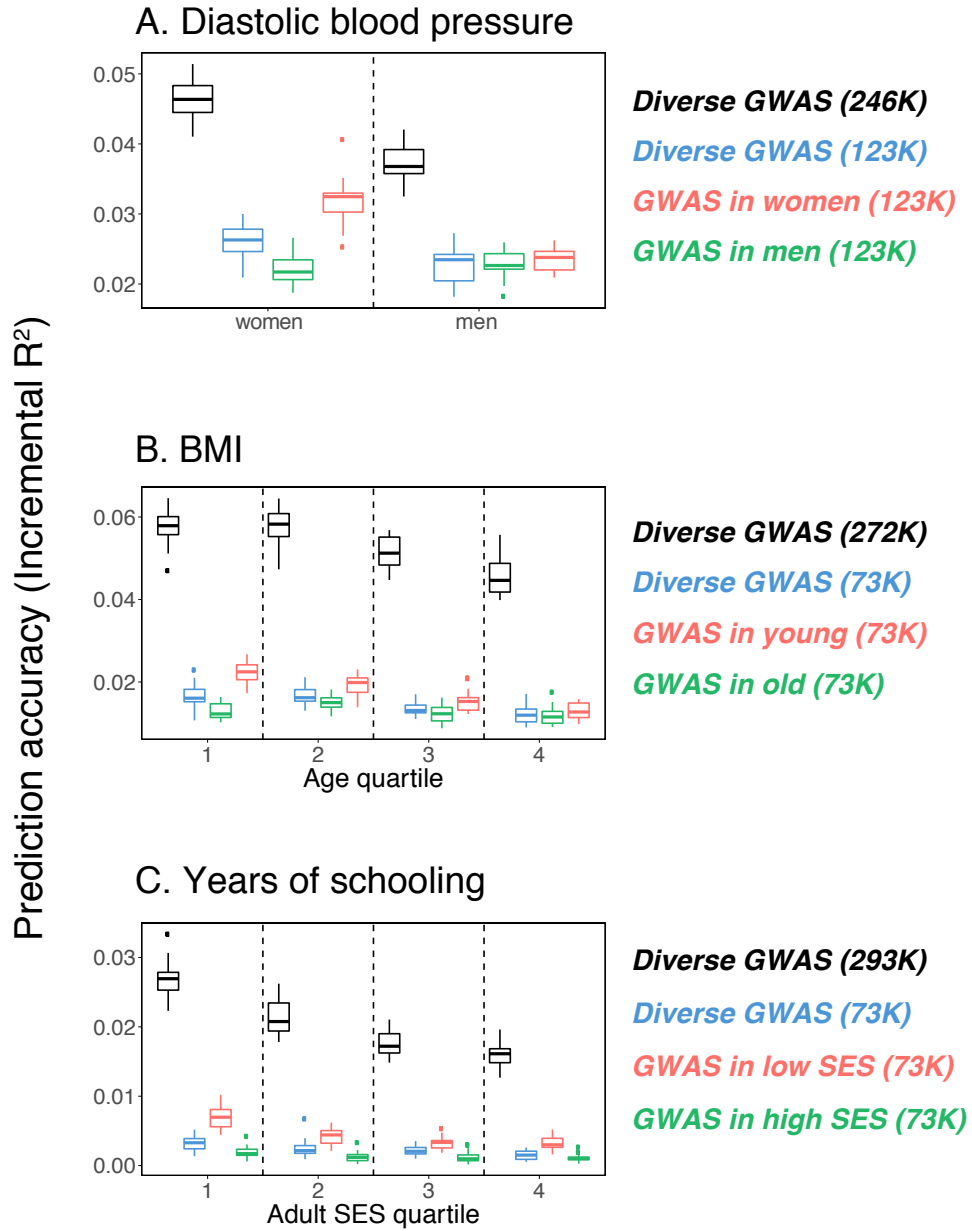 Prediction accuracy (Incremental R²)
A. Diastolic blood pressure
0.05
0.04
0.03
0.02
women
men
Diverse GWAS (246K)
Diverse GWAS (123K)
GWAS in women (123K)
GWAS in men (123K)
B. BMI
0.06
0.04
0.02
1
2
3
4
Age quartile
Diverse GWAS (272K)
Diverse GWAS (73K)
GWAS in young (73K)
GWAS in old (73K)
C. Years of schooling
0.03
0.02
0.01
0.00
1
2
3
4
Adult SES quartile
Diverse GWAS (293K)
Diverse GWAS (73K)
GWAS in low SES (73K)
GWAS in high SES (73K)